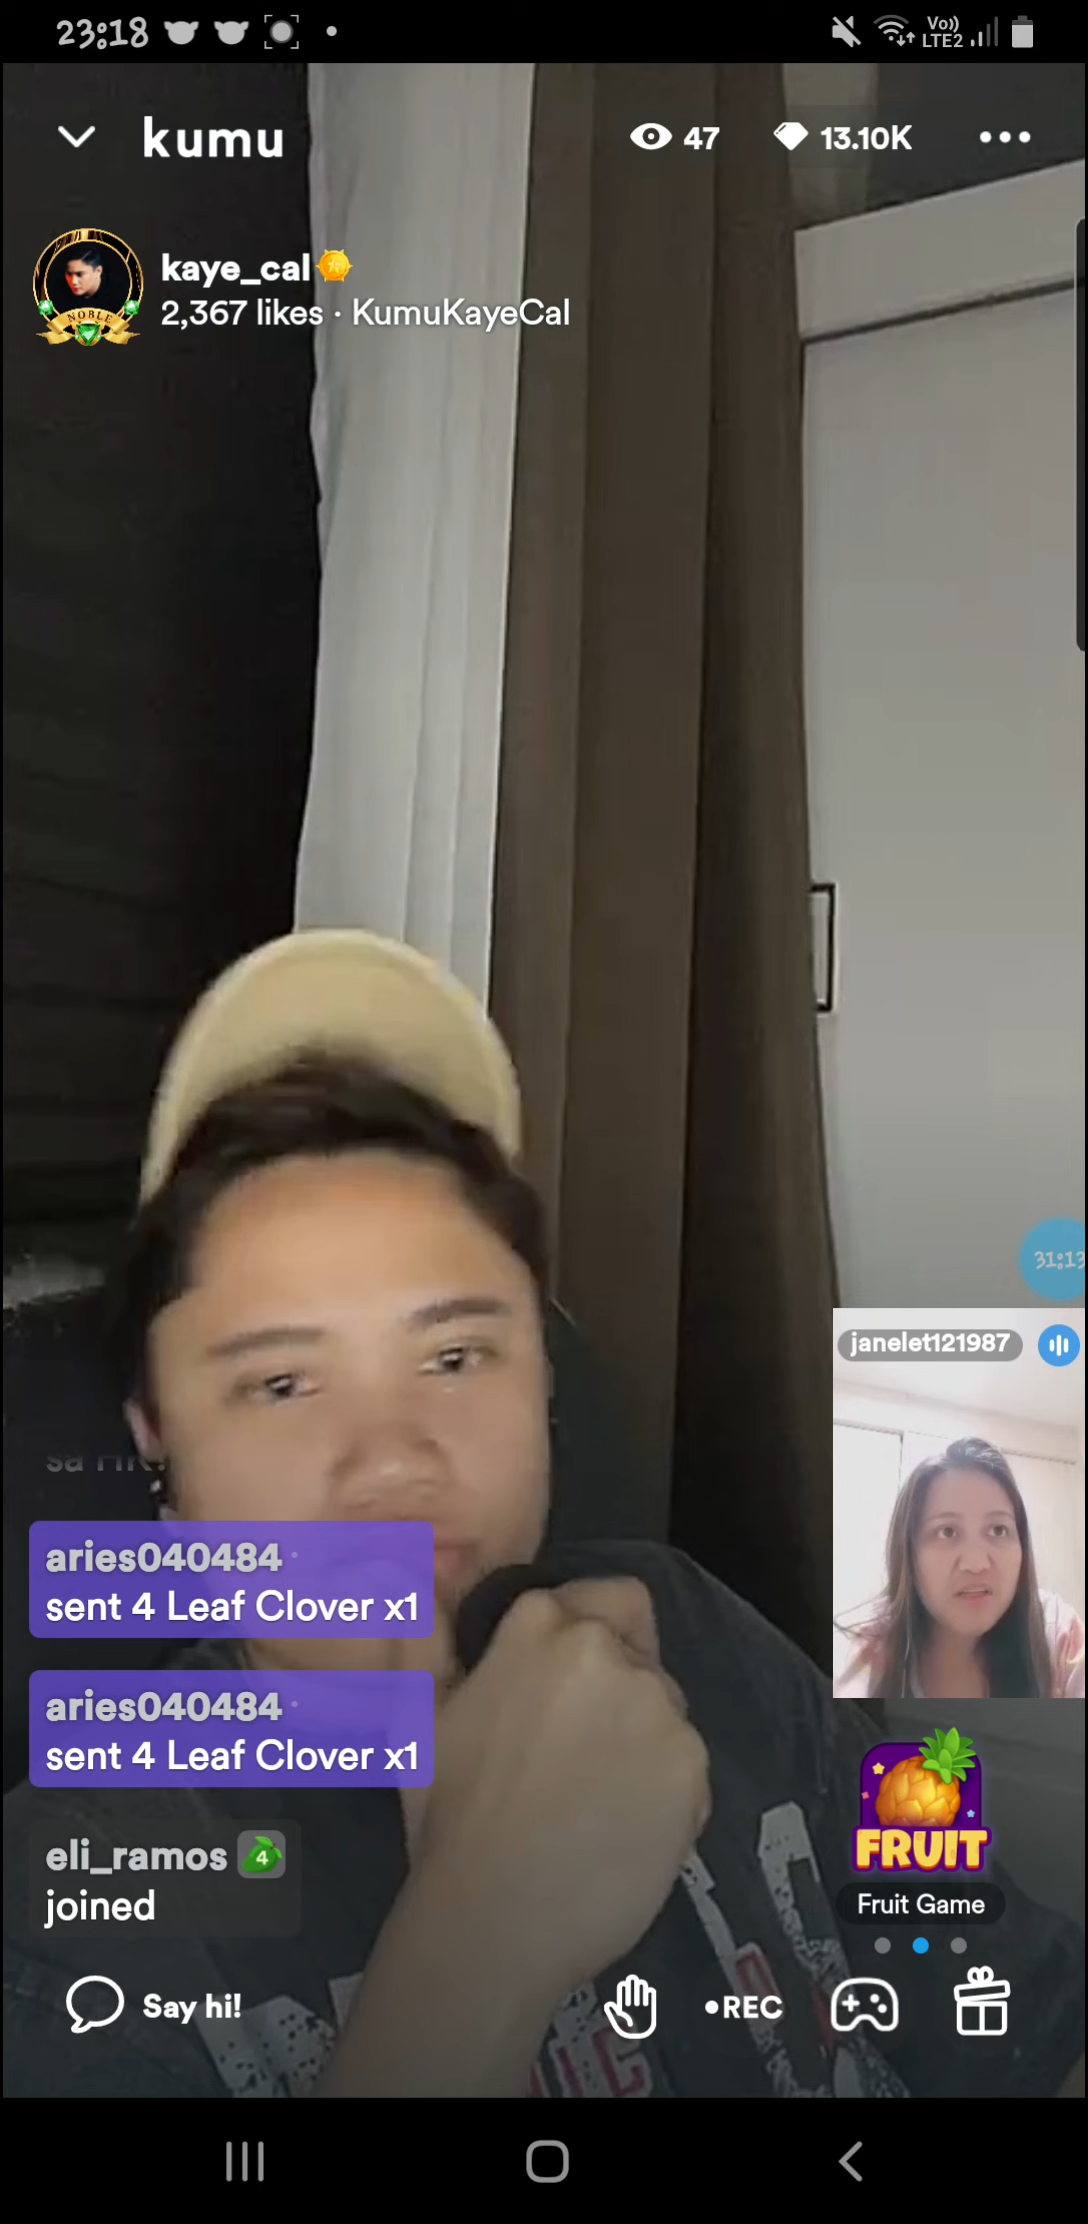 23:18
Vo))
LTE2
kumu
47
13.10K
kaye_cal
NOBLE
2,367 likes · KumuKayeCal
31:13
janelet121987
sa HK!
aries040484 ·
sent 4 Leaf Clover x1
aries040484 ·
sent 4 Leaf Clover x1
eli_ramos 4
joined
FRUIT
Fruit Game
Say hi!
•REC